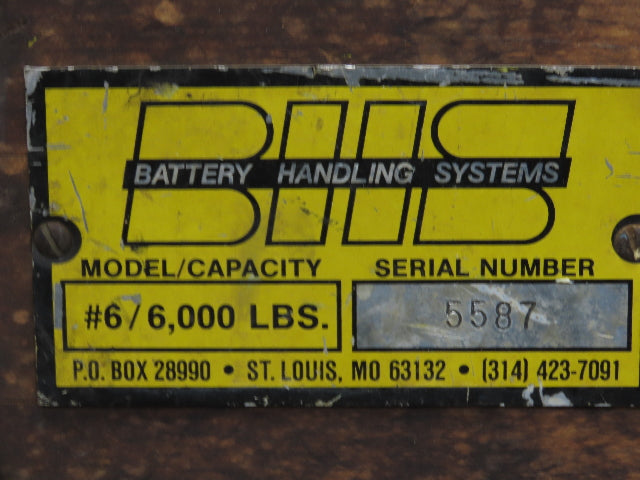 BHS
BATTERY HANDLING SYSTEMS
MODEL/CAPACITY SERIAL NUMBER
#6/6,000 LBS. 5587
P.O. BOX 28990 • ST. LOUIS, MO 63132 • (314) 423-7091